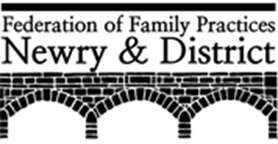 Federation of Family Practices
Newry & District